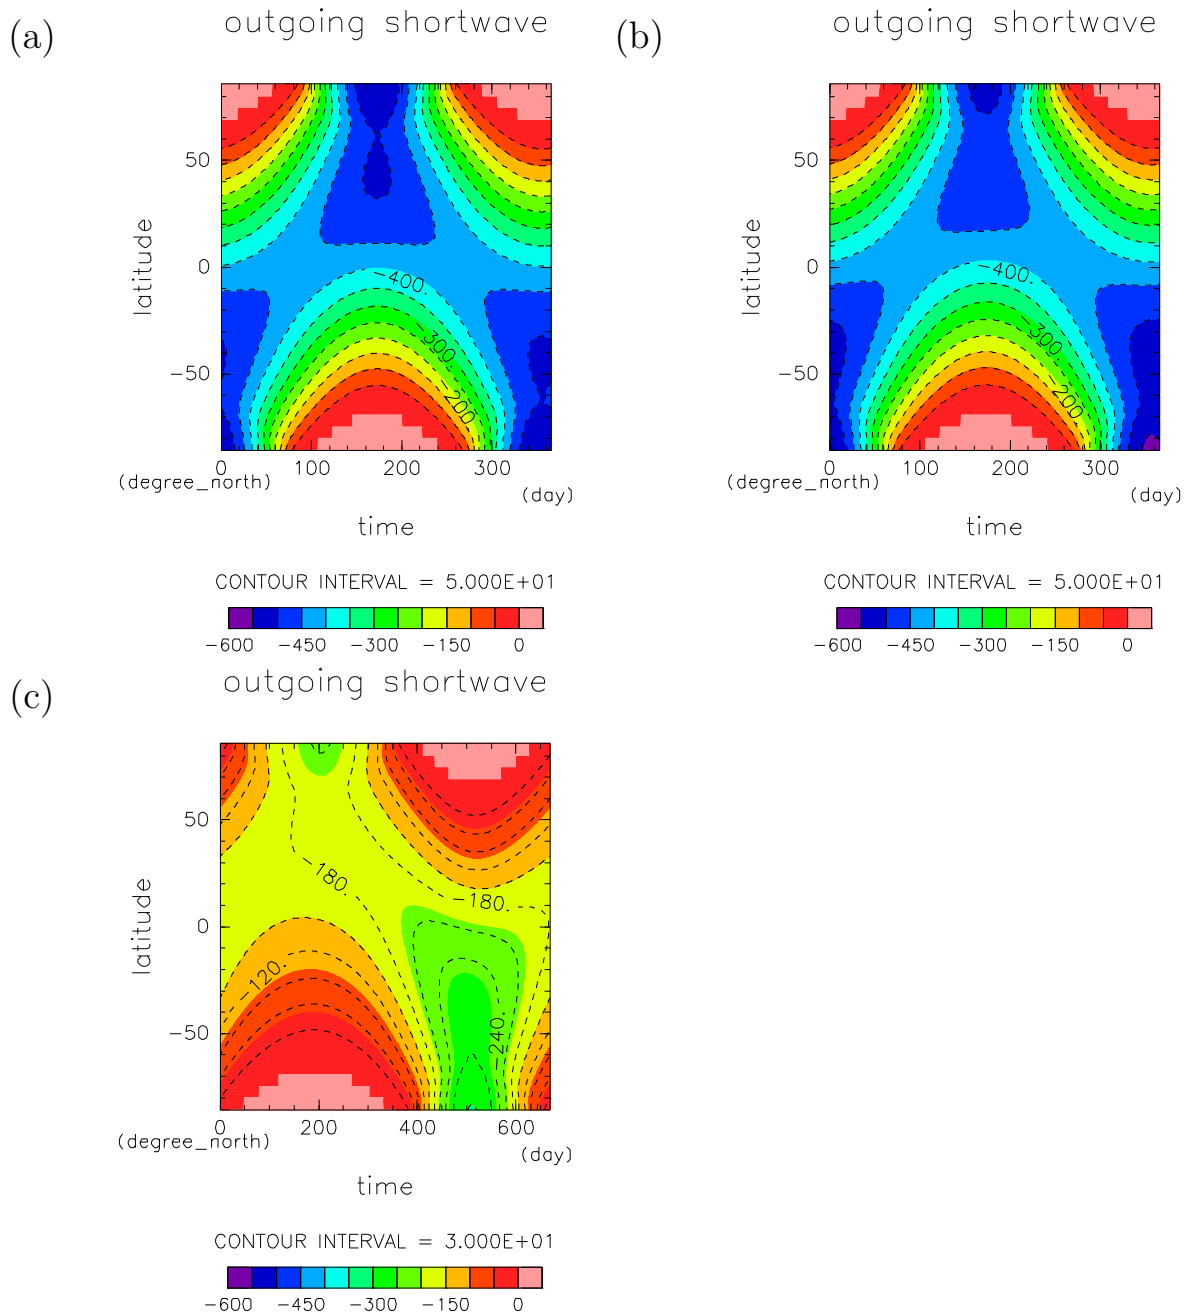 (a)
outgoing shortwave
50
0
−50
latitude
−400.
−300.
−200.
0 100 200 300
(degree_north)
(day)
time
CONTOUR INTERVAL = 5.000E+01
−600 −450 −300 −150 0
(b)
outgoing shortwave
50
0
−50
latitude
−400.
−300.
−200.
0 100 200 300
(degree_north)
(day)
time
CONTOUR INTERVAL = 5.000E+01
−600 −450 −300 −150 0
(c)
outgoing shortwave
50
0
−50
latitude
−180.
−180.
−120.
−240.
0 200 400 600
(degree_north)
(day)
time
CONTOUR INTERVAL = 3.000E+01
−600 −450 −300 −150 0